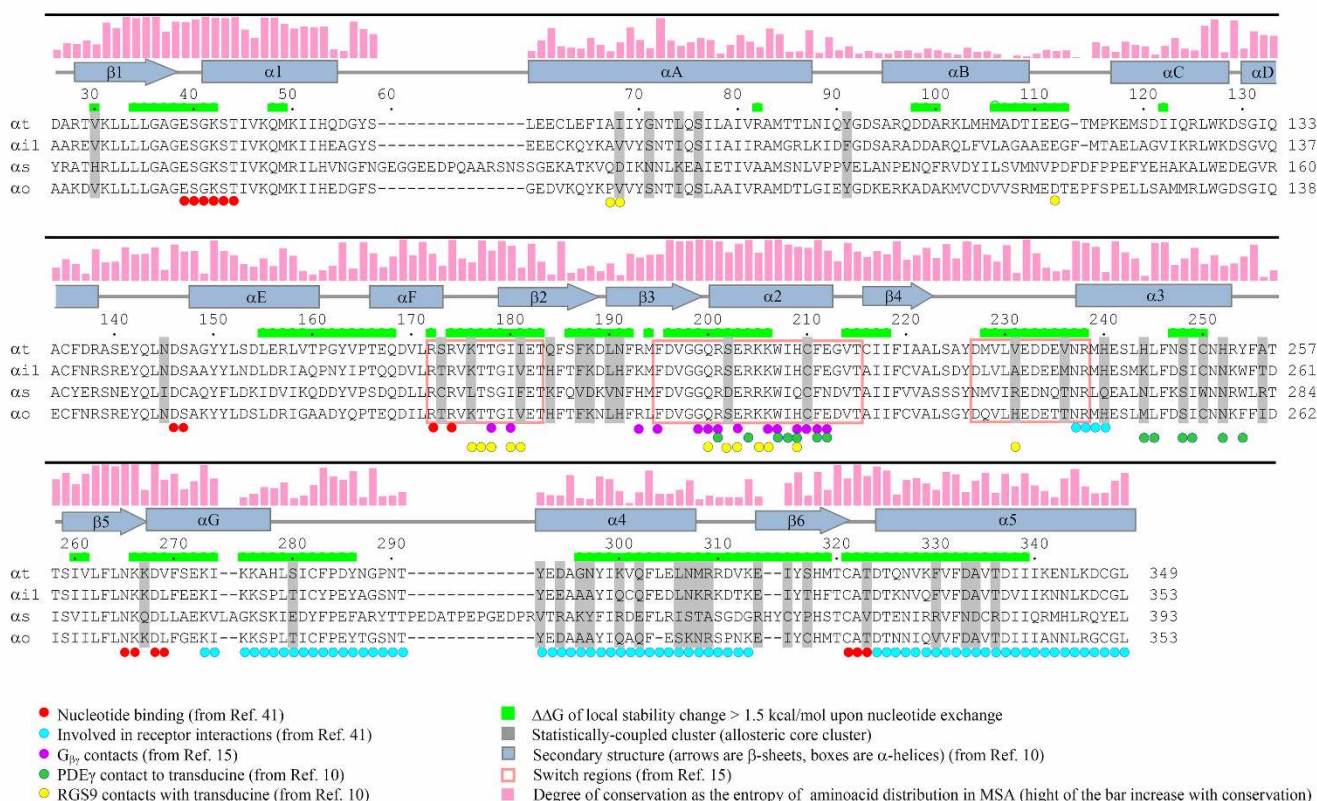 β1 α1 αA αB αC αD
30 40 50 60 70 80 90 100 110 120 130
αt DARTVKLLLLGAGESGKSTIVKQMKIIHQDGYS---------------LEECLEFIAIIYGNTLQSILAIVRAMTTLNIQYGDSARQDDARKLMHMADTIEEG-TMPKEMSDIIQRLWKDSGIQ 133
αi1 AAREVKLLLLGAGESGKSTIVKQMKIIHEAGYS---------------EEECKQYKAVVYSNTIQSIIAIIRAMGRLKIDFGDSARADDARQLFVLAGAAEEGF-MTAELAGVIKRLWKDSGVQ 137
αs YRATHRLLLLGAGESGKSTIVKQMRILHVNGFNGEGGEEDPQAARSNSSGEKATKVQDIKNNLKEAIETIVAAMSNLVPPVELANPENQFRVDYILSVMNVPDFDFPPEFYEHAKALWEDEGVR 160
αo AAKDVKLLLLGAGESGKSTIVKQMKIIHEDGFS---------------GEDVKQYKPVVYSNTIQSLAAIVRAMDTLGIEYGDKERKADAKMVCDVVSRMEDTEPFSPELLSAMMRLWGDSGIQ 138
αE αF β2 β3 α2 β4 α3
140 150 160 170 180 190 200 210 220 230 240 250
αt ACFDRASEYQLNDSAGYYLSDLERLVTPGYVPTEQDVLRSRVKTTGIIETQFSFKDLNFRMFDVGGQRSERKKWIHCFEGVTCIIFIAALSAYDMVLVEDDEVNRMHESLHLFNSICNHRYFAT 257
αi1 ACFNRSREYQLNDSAAYYLNDLDRIAQPNYIPTQQDVLRTRVKTTGIVETHFTFKDLHFKMFDVGGQRSERKKWIHCFEGVTAIIFCVALSDYDLVLAEDEEMNRMHESMKLFDSICNNKWFTD 261
αs ACYERSNEYQLIDCAQYFLDKIDVIKQDDYVPSDQDLLRCRVLTSGIFETKFQVDKVNFHMFDVGGQRDERRKWIQCFNDVTAIIFVVASSSYNMVIREDNQTNRLQEALNLFKSIWNNRWLRT 284
αo ECFNRSREYQLNDSAKYYLDSLDRIGAADYQPTEQDILRTRVKTTGIVETHFTFKNLHFRLFDVGGQRSERKKWIHCFEDVTAIIFCVALSGYDQVLHEDETTNRMHESLMLFDSICNNKFFID 262
β5 αG α4 β6 α5
260 270 280 290 300 310 320 330 340
αt TSIVLFLNKKDVFSEKI--KKAHLSICFPDYNGPNT-------------YEDAGNYIKVQFLELNMRRDVKE--IYSHMTCATDTQNVKFVFDAVTDIIIKENLKDCGL 349
αi1 TSIILFLNKKDLFEEKI--KKSPLTICYPEYAGSNT-------------YEEAAAYIQCQFEDLNKRKDTKE--IYTHFTCATDTKNVQFVFDAVTDVIIKNNLKDCGL 353
αs ISVILFLNKQDLLAEKVLAGKSKIEDYFPEFARYTTPEDATPEPGEDPRVTRAKYFIRDEFLRISTASGDGRHYCYPHSTCAVDTENIRRVFNDCRDIIQRMHLRQYEL 393
αo ISIILFLNKKDLFGEKI--KKSPLTICFPEYTGSNT-------------YEDAAAYIQAQF-ESKNRSPNKE--IYCHMTCATDTNNIQVVFDAVTDIIIANNLRGCGL 353
Nucleotide binding (from Ref. 41)
Involved in receptor interactions (from Ref. 41)
Gβγ contacts (from Ref. 15)
PDEγ contact to transducine (from Ref. 10)
RGS9 contacts with transducine (from Ref. 10)
ΔΔG of local stability change > 1.5 kcal/mol upon nucleotide exchange
Statistically-coupled cluster (allosteric core cluster)
Secondary structure (arrows are β-sheets, boxes are α-helices) (from Ref. 10)
Switch regions (from Ref. 15)
Degree of conservation as the entropy of aminoacid distribution in MSA (hight of the bar increase with conservation)